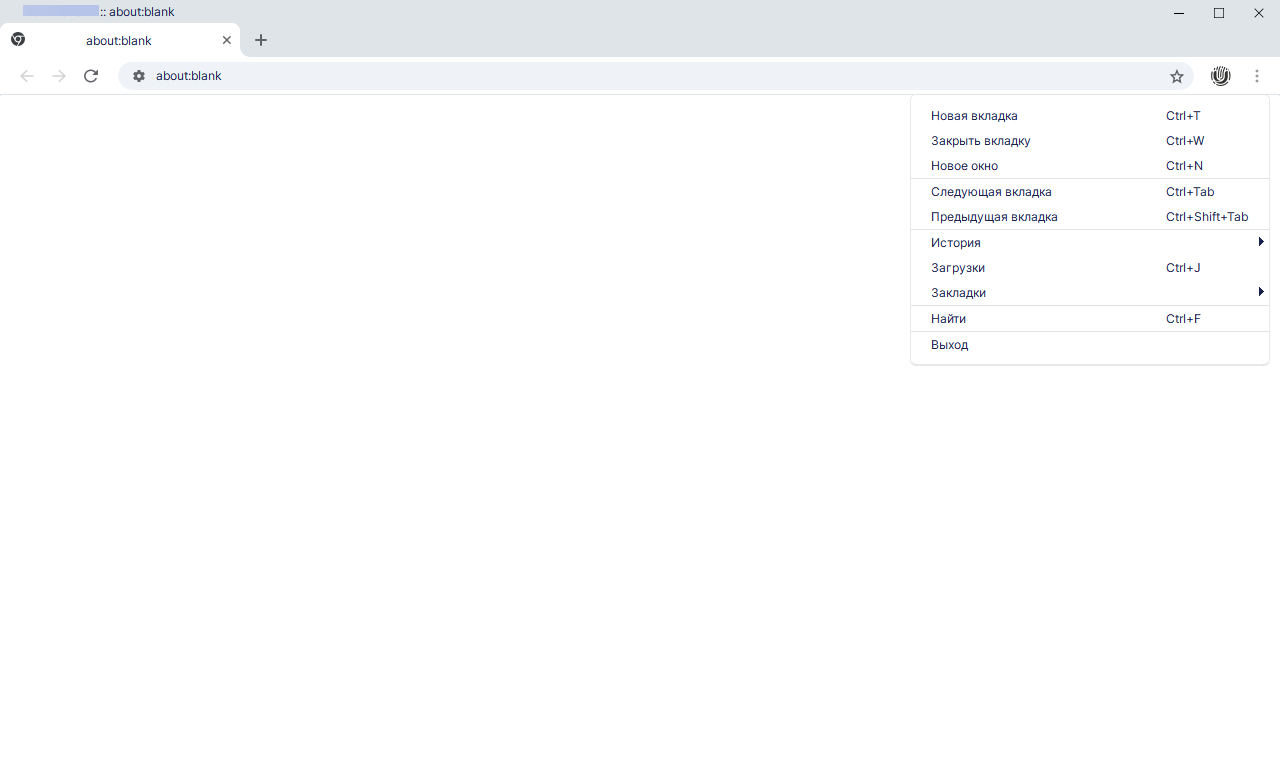 :: about:blank
about:blank
about:blank
Новая вкладка Ctrl+T
Закрыть вкладку Ctrl+W
Новое окно Ctrl+N
Следующая вкладка Ctrl+Tab
Предыдущая вкладка Ctrl+Shift+Tab
История
Загрузки Ctrl+J
Закладки
Найти Ctrl+F
Выход